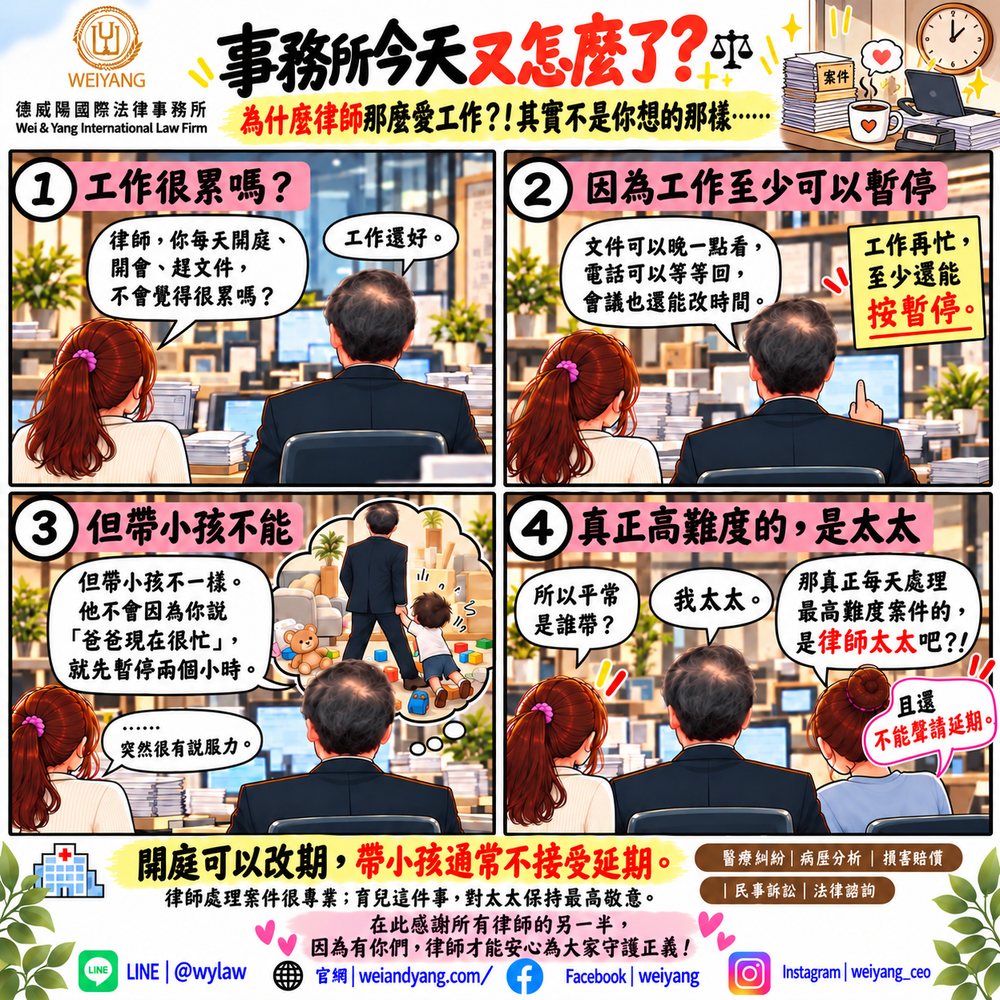 WEIYANG
德威陽國際法律事務所
Wei & Yang International Law Firm
事務所今天又怎麼了？
為什麼律師那麼愛工作？！其實不是你想的那樣……
案件
1 工作很累嗎？
律師，你每天開庭、
開會、趕文件，
不會覺得很累嗎？
工作還好。
2 因為工作至少可以暫停
文件可以晚一點看，
電話可以等等回，
會議也還能改時間。
工作再忙，
至少還能
按暫停。
3 但帶小孩不能
但帶小孩不一樣。
他不會因為你說
「爸爸現在很忙」，
就先暫停兩個小時。
……
突然很有説服力。
4 真正高難度的，是太太
所以平常
是誰帶？
我太太。
那真正每天處理
最高難度案件的，
是律師太太吧？！
且還
不能聲請延期。
開庭可以改期，帶小孩通常不接受延期。
律師處理案件很專業；育兒這件事，對太太保持最高敬意。
在此感謝所有律師的另一半，
因為有你們，律師才能安心為大家守護正義！
醫療糾紛 | 病歷分析 | 損害賠償
| 民事訴訟 | 法律諮詢
LINE
LINE | @wylaw
官網 | weiandyang.com/
Facebook | weiyang
Instagram | weiyang_ceo